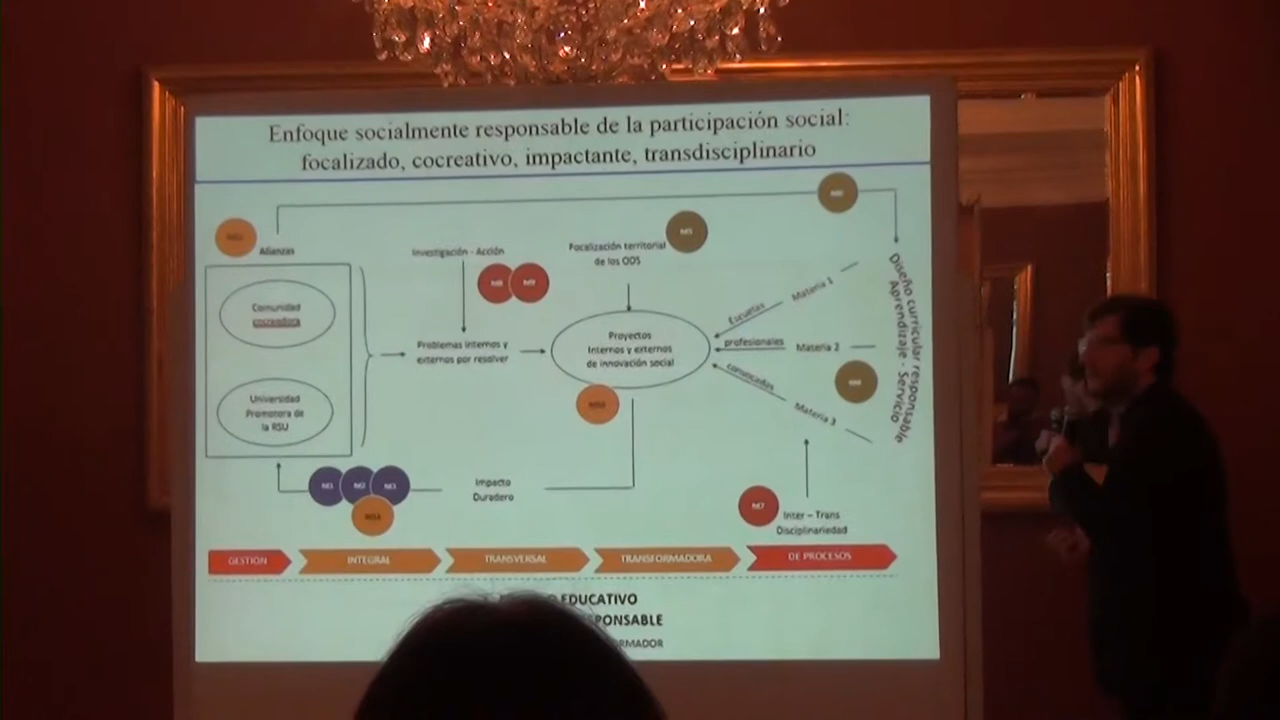 Enfoque socialmente responsable de la participación social:
focalizado, cocreativo, impactante, transdisciplinario
Alianzas
Comunidad
Universidad
Promotora de
la RSU
Investigación - Acción
Problemas internos y
externos por resolver
Focalización territorial
de los ODS
Proyectos
Internos y externos
de innovación social
Escuelas
profesionales
Materia 1
Materia 2
Materia 3
Diseño curricular responsable
Aprendizaje - Servicio
Impacto
Duradero
Inter - Trans
Disciplinariedad
GESTIÓN
INTEGRAL
TRANSVERSAL
TRANSFORMADORA
DE PROCESOS
EDUCATIVO